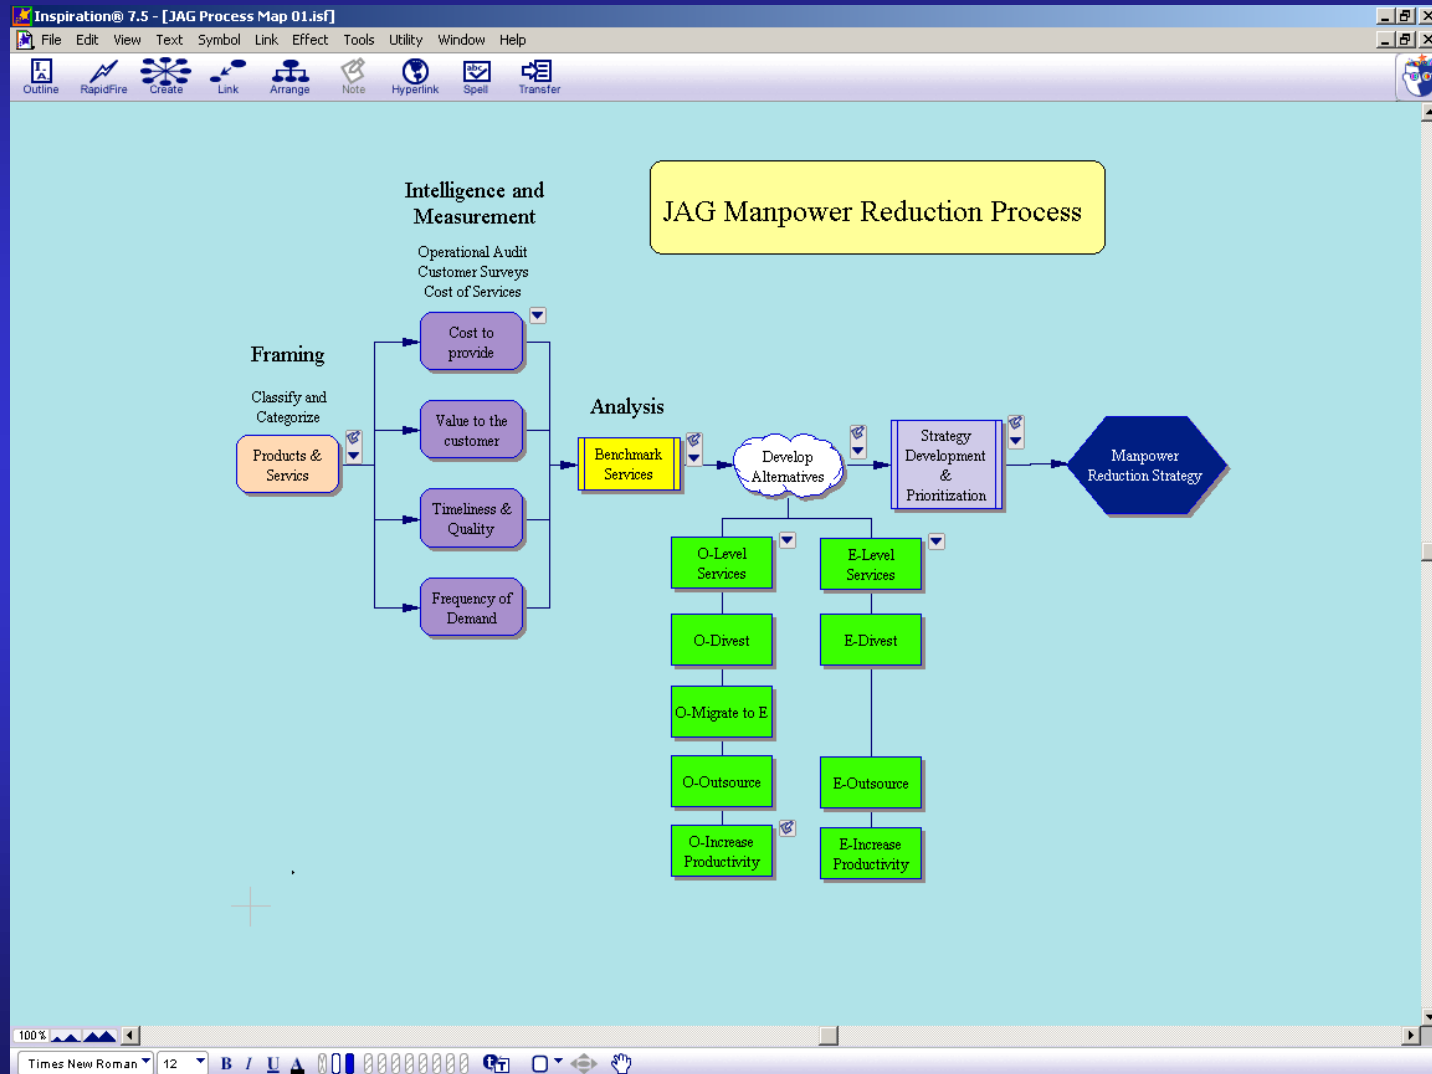 Inspiration® 7.5 - [JAG Process Map 01.isf]
File Edit View Text Symbol Link Effect Tools Utility Window Help
Outline RapidFire Create Link Arrange Note Hyperlink Spell Transfer
JAG Manpower Reduction Process
Intelligence and
Measurement
Operational Audit
Customer Surveys
Cost of Services
Framing
Classify and
Categorize
Products &
Servics
Cost to
provide
Value to the
customer
Timeliness &
Quality
Frequency of
Demand
Analysis
Benchmark
Services
Develop
Alternatives
Strategy
Development
&
Prioritization
Manpower
Reduction Strategy
O-Level
Services
O-Divest
O-Migrate to E
O-Outsource
O-Increase
Productivity
E-Level
Services
E-Divest
E-Outsource
E-Increase
Productivity
100%
Times New Roman 12 B I U A